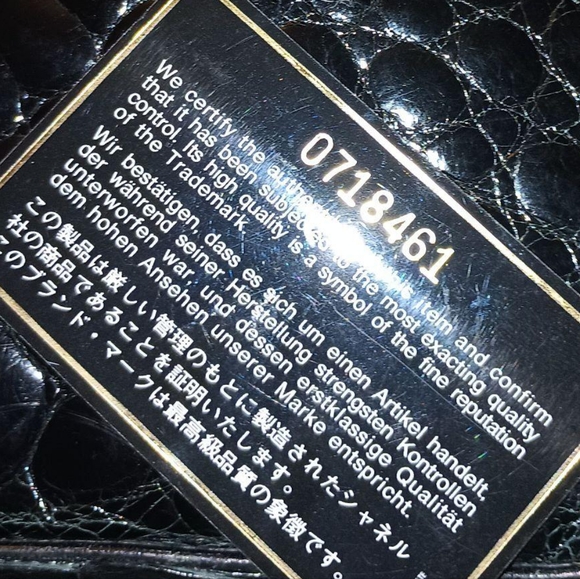 0718461
We certify the authenticity of this item and confirm
that it has been subjected to the most exacting quality
control. Its high quality is a symbol of the fine reputation
of the Trademark.
Wir bestätigen, dass es sich um einen Artikel handelt,
der während seiner Herstellung strengsten Kontrollen
unterworfen war und dessen erstklassige Qualität
dem hohen Ansehen unserer Marke entspricht.
この製品は厳しい管理のもとに製造されたシャネル
社の商品であることを証明いたします。
このブランド・マークは最高級品質の象徴です。